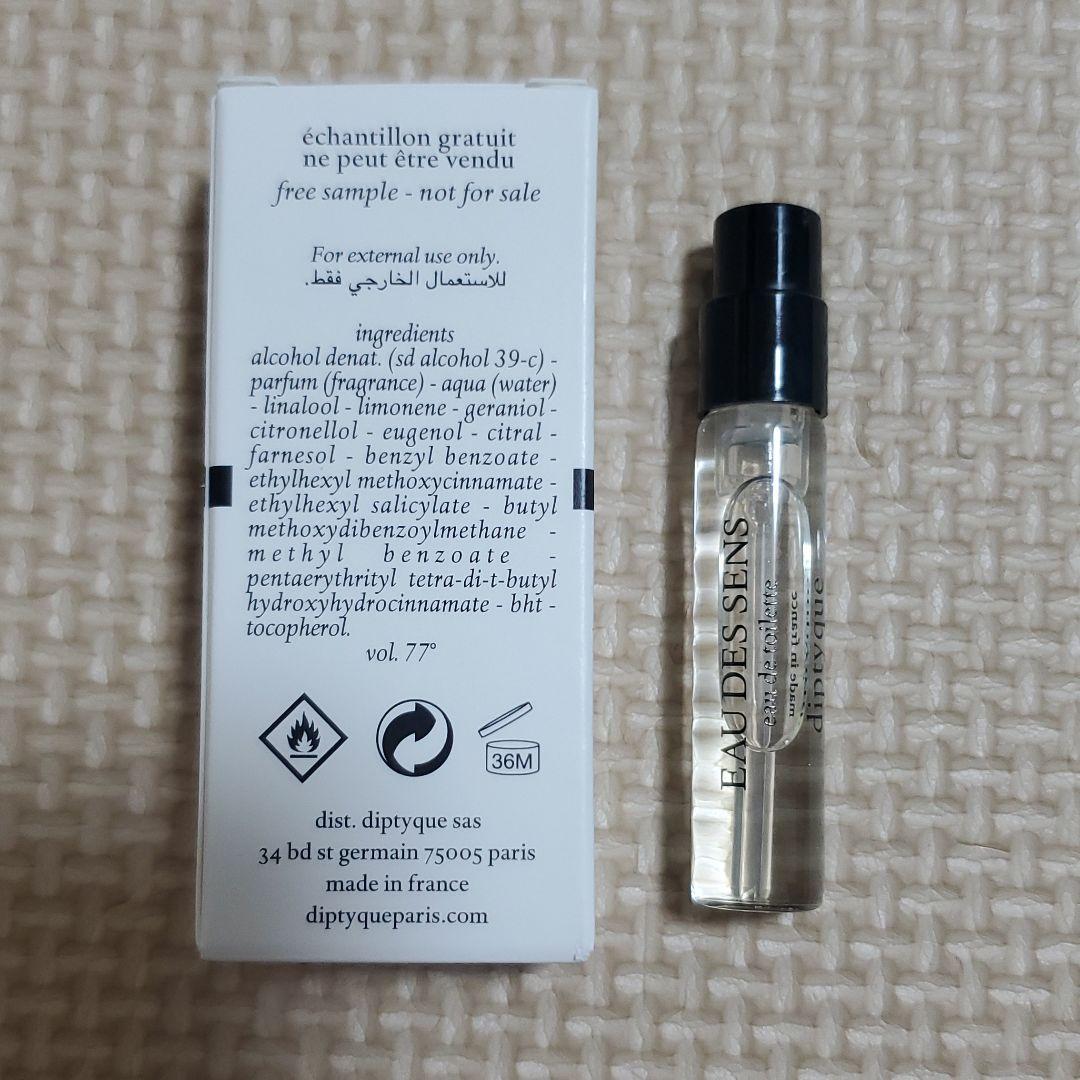 échantillon gratuit
ne peut être vendu
free sample - not for sale
For external use only.
للاستعمال الخارجي فقط.
ingredients
alcohol denat. (sd alcohol 39-c) -
parfum (fragrance) - aqua (water)
- linalool - limonene - geraniol -
citronellol - eugenol - citral -
farnesol - benzyl benzoate -
ethylhexyl methoxycinnamate -
ethylhexyl salicylate - butyl
methoxydibenzoylmethane -
methyl benzoate -
pentaerythrityl tetra-di-t-butyl
hydroxyhydrocinnamate - bht -
tocopherol.
vol. 77°
36M
dist. diptyque sas
34 bd st germain 75005 paris
made in france
diptyqueparis.com
EAU DES SENS
eau de toilette
made in france
diptyque